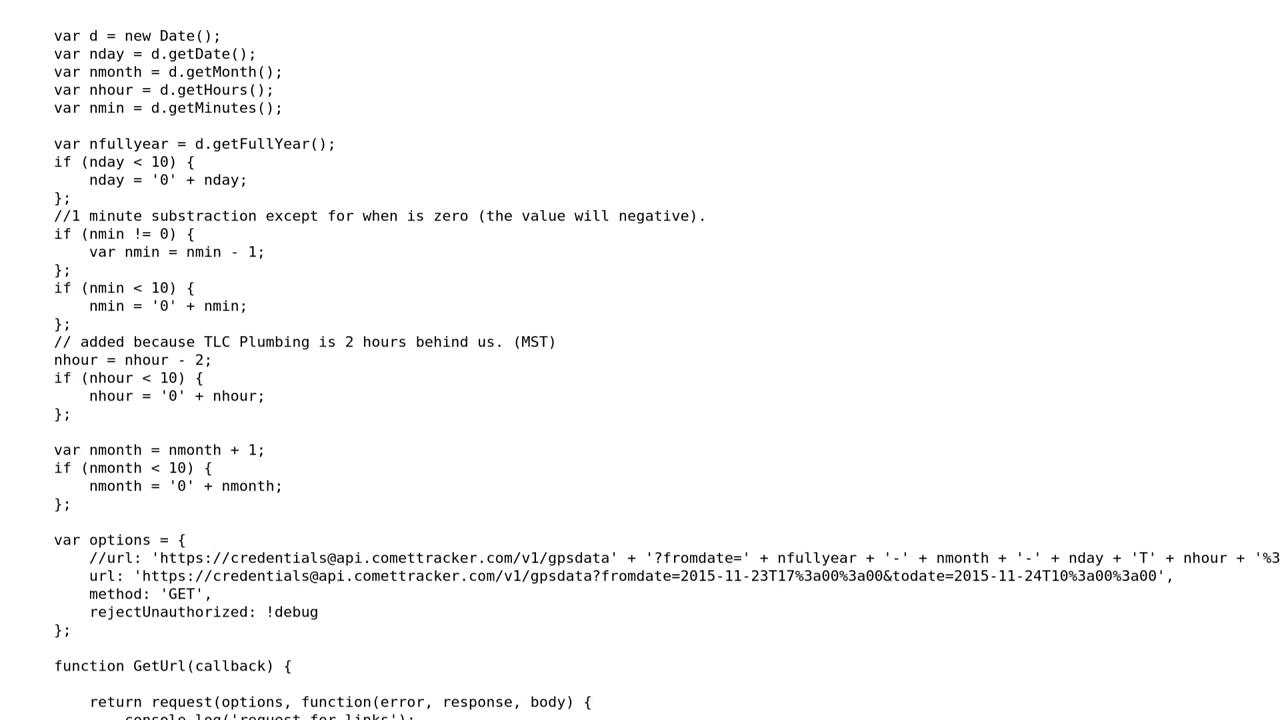 var d = new Date();
var nday = d.getDate();
var nmonth = d.getMonth();
var nhour = d.getHours();
var nmin = d.getMinutes();
var nfullyear = d.getFullYear();
if (nday < 10) {
    nday = '0' + nday;
};
//1 minute substraction except for when is zero (the value will negative).
if (nmin != 0) {
    var nmin = nmin - 1;
};
if (nmin < 10) {
    nmin = '0' + nmin;
};
// added because TLC Plumbing is 2 hours behind us. (MST)
nhour = nhour - 2;
if (nhour < 10) {
    nhour = '0' + nhour;
};
var nmonth = nmonth + 1;
if (nmonth < 10) {
    nmonth = '0' + nmonth;
};
var options = {
    //url: 'https://credentials@api.comettracker.com/v1/gpsdata' + '?fromdate=' + nfullyear + '-' + nmonth + '-' + nday + 'T' + nhour + '%3
    url: 'https://credentials@api.comettracker.com/v1/gpsdata?fromdate=2015-11-23T17%3a00%3a00&todate=2015-11-24T10%3a00%3a00',
    method: 'GET',
    rejectUnauthorized: !debug
};
function GetUrl(callback) {
    return request(options, function(error, response, body) {
        console.log('request for links');